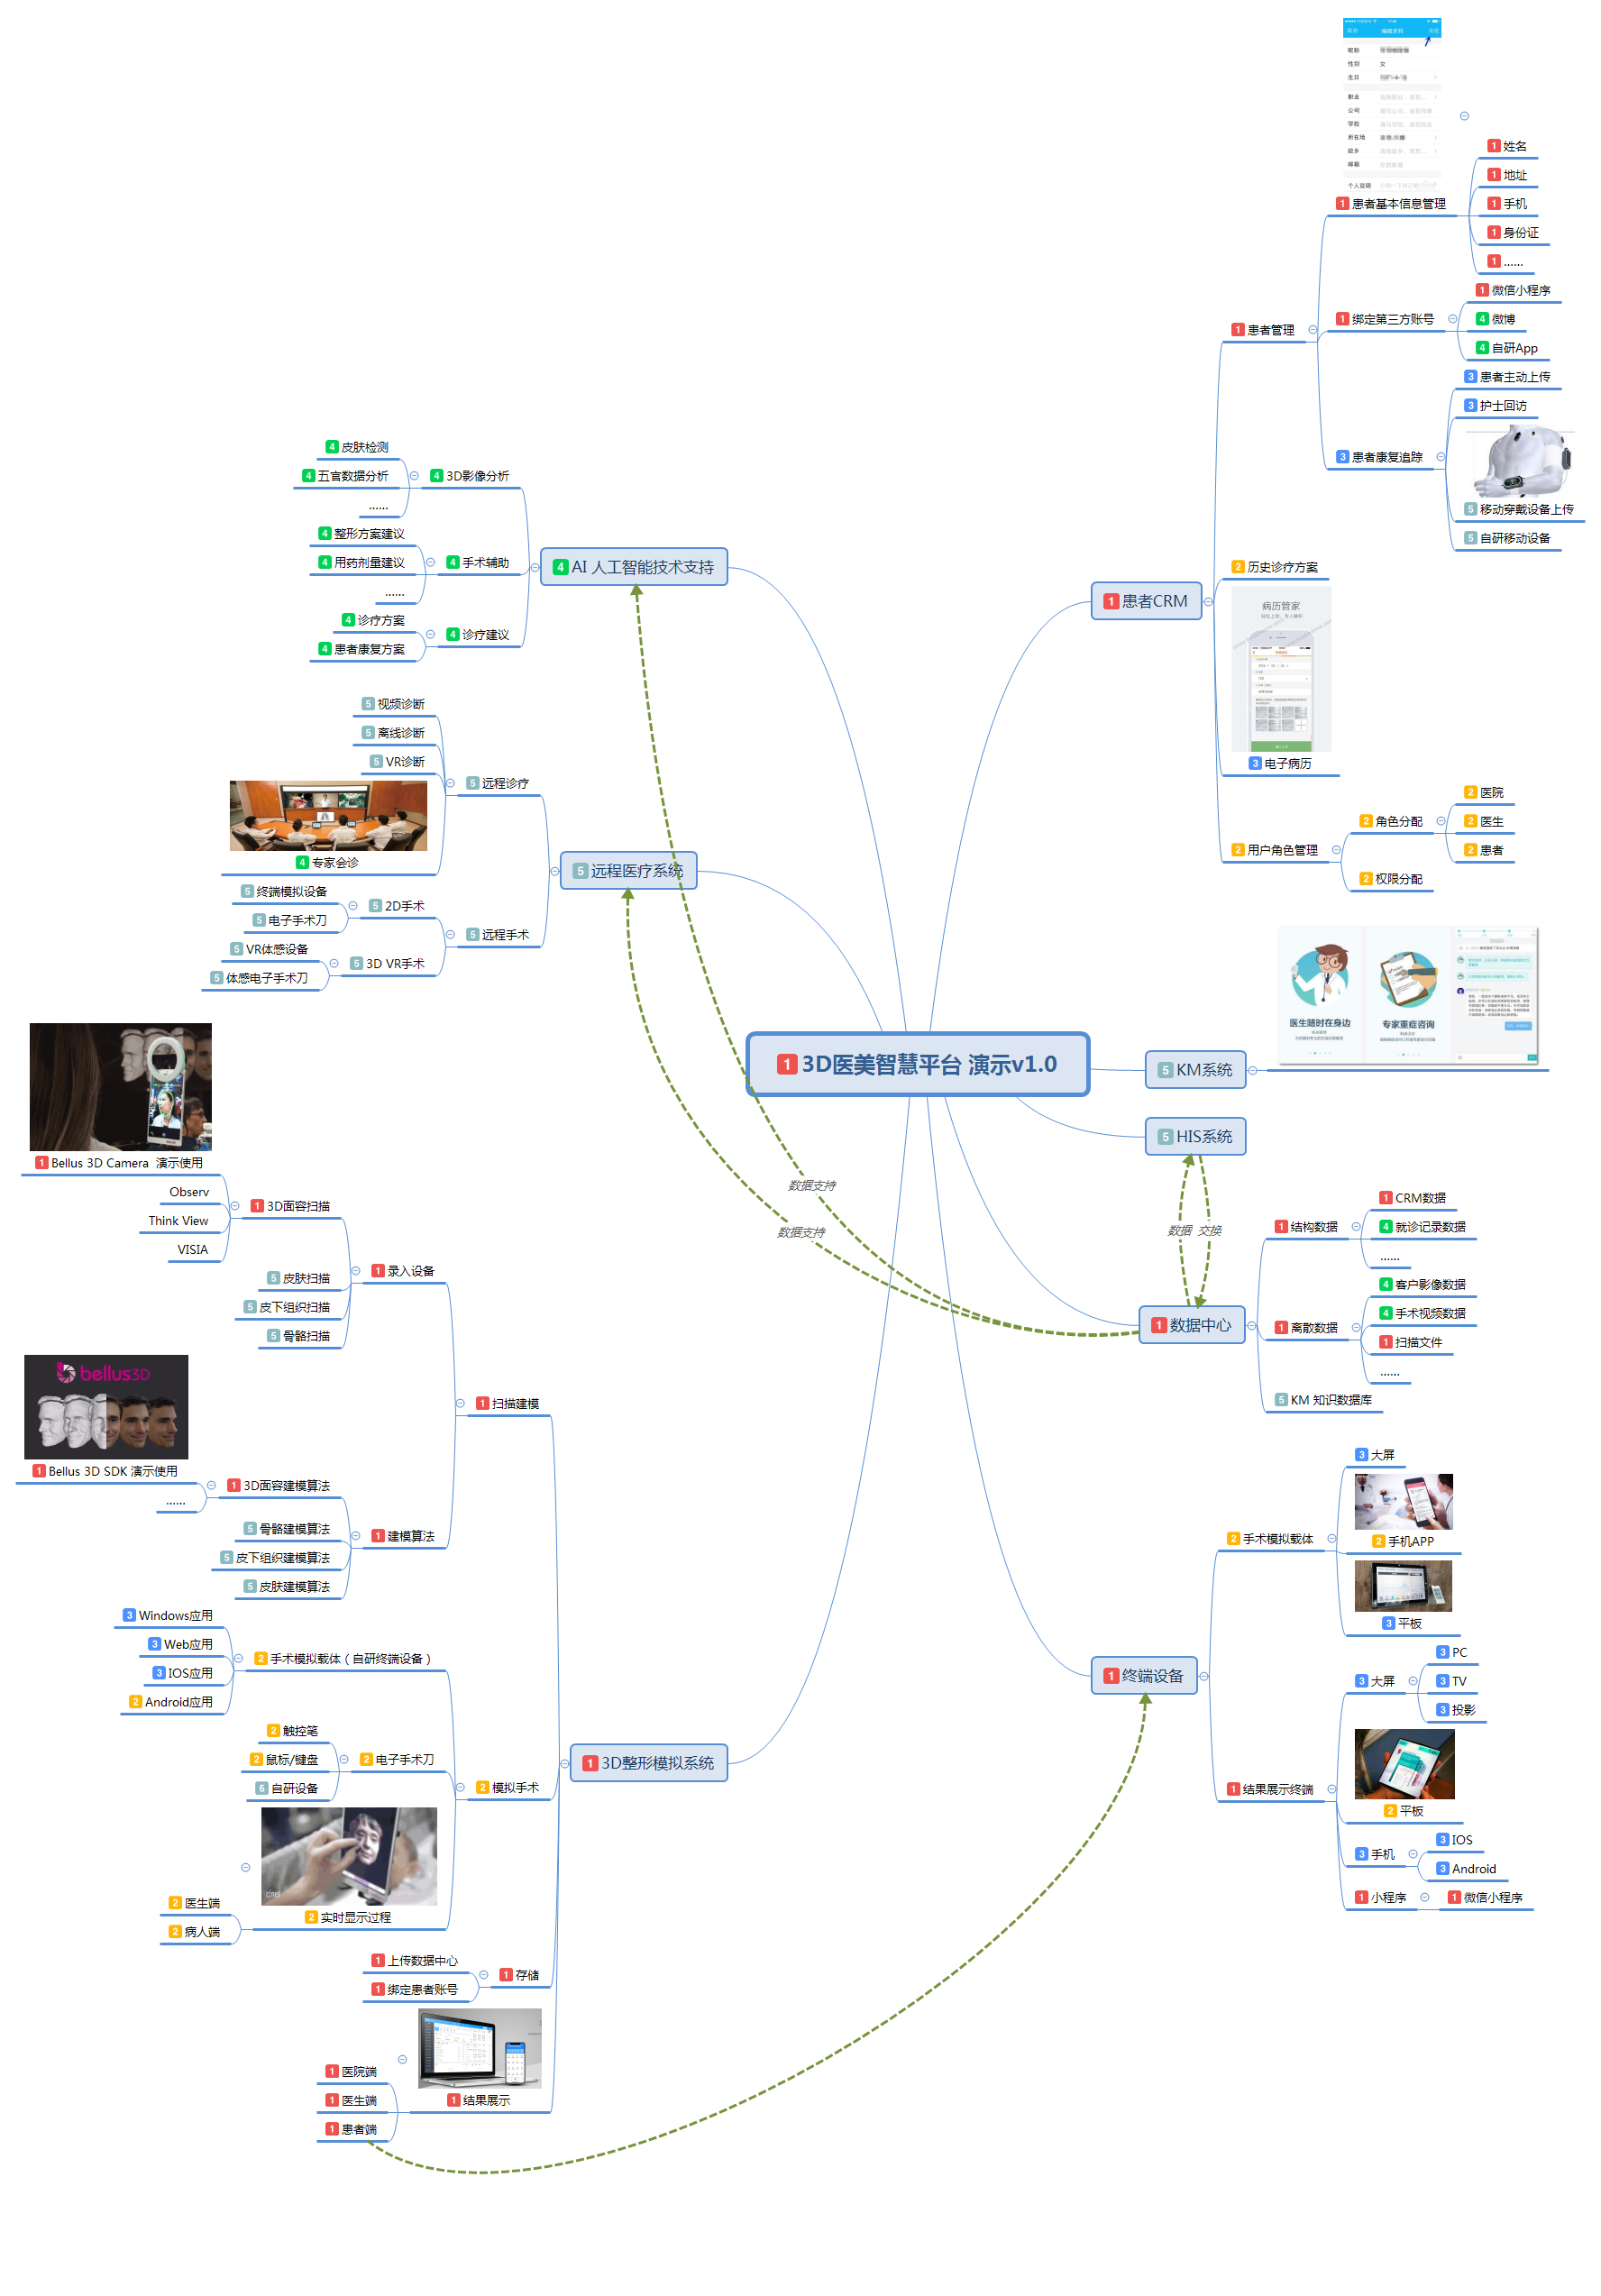 3D医美智慧平台 演示v1.0
患者CRM
患者管理
编辑资料
昵称
性别 女
生日
职业
公司
学校
所在地
故乡
邮箱
个人说明
1 患者基本信息管理
1 姓名
1 地址
1 手机
1 身份证
1 ......
1 绑定第三方账号
1 微信小程序
4 微博
4 自研App
3 患者康复追踪
3 患者主动上传
3 护士回访
5 移动穿戴设备上传
5 自研移动设备
2 历史诊疗方案
病历管家
3 电子病历
2 用户角色管理
2 角色分配
2 医院
2 医生
2 患者
2 权限分配
5 KM系统
医生随时在身边
专家重症咨询
5 HIS系统
数据 交换
1 数据中心
1 结构数据
1 CRM数据
4 就诊记录数据
......
1 离散数据
4 客户影像数据
4 手术视频数据
1 扫描文件
......
5 KM 知识数据库
1 终端设备
2 手术模拟载体
3 大屏
2 手机APP
3 平板
1 结果展示终端
3 大屏
3 PC
3 TV
3 投影
2 平板
3 手机
3 IOS
3 Android
1 小程序
1 微信小程序
4 AI 人工智能技术支持
4 3D影像分析
4 皮肤检测
4 五官数据分析
......
4 手术辅助
4 整形方案建议
4 用药剂量建议
......
4 诊疗建议
4 诊疗方案
4 患者康复方案
5 远程医疗系统
5 远程诊疗
5 视频诊断
5 离线诊断
5 VR诊断
4 专家会诊
5 远程手术
5 2D手术
5 终端模拟设备
5 电子手术刀
5 3D VR手术
5 VR体感设备
5 体感电子手术刀
数据支持
数据支持
1 3D整形模拟系统
1 扫描建模
1 录入设备
1 3D面容扫描
1 Bellus 3D Camera 演示使用
Observ
Think View
VISIA
5 皮肤扫描
5 皮下组织扫描
5 骨骼扫描
1 建模算法
1 3D面容建模算法
bellus3D
1 Bellus 3D SDK 演示使用
......
5 骨骼建模算法
5 皮下组织建模算法
5 皮肤建模算法
2 模拟手术
2 手术模拟载体（自研终端设备）
3 Windows应用
3 Web应用
3 IOS应用
2 Android应用
2 电子手术刀
2 触控笔
2 鼠标/键盘
6 自研设备
cnet
2 实时显示过程
2 医生端
2 病人端
1 存储
1 上传数据中心
1 绑定患者账号
1 结果展示
1 医院端
1 医生端
1 患者端